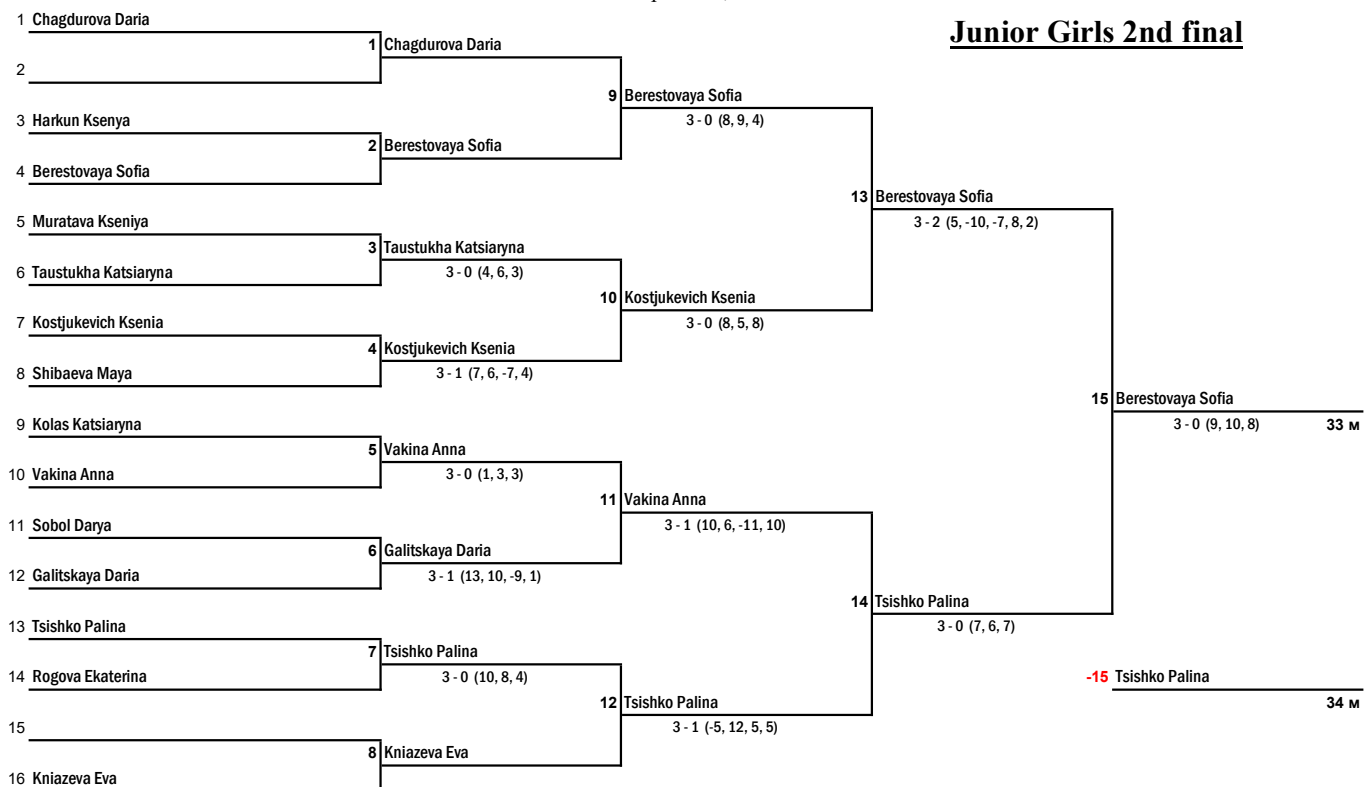 Junior Girls 2nd final
1 Chagdurova Daria
1 Chagdurova Daria
2
9 Berestovaya Sofia
3 - 0 (8, 9, 4)
3 Harkun Ksenya
2 Berestovaya Sofia
4 Berestovaya Sofia
13 Berestovaya Sofia
3 - 2 (5, -10, -7, 8, 2)
5 Muratava Kseniya
3 Taustukha Katsiaryna
3 - 0 (4, 6, 3)
6 Taustukha Katsiaryna
10 Kostjukevich Ksenia
3 - 0 (8, 5, 8)
7 Kostjukevich Ksenia
4 Kostjukevich Ksenia
3 - 1 (7, 6, -7, 4)
8 Shibaeva Maya
15 Berestovaya Sofia
3 - 0 (9, 10, 8) 33 м
9 Kolas Katsiaryna
5 Vakina Anna
3 - 0 (1, 3, 3)
10 Vakina Anna
11 Vakina Anna
3 - 1 (10, 6, -11, 10)
11 Sobol Darya
6 Galitskaya Daria
3 - 1 (13, 10, -9, 1)
12 Galitskaya Daria
14 Tsishko Palina
3 - 0 (7, 6, 7)
13 Tsishko Palina
7 Tsishko Palina
3 - 0 (10, 8, 4)
14 Rogova Ekaterina
-15 Tsishko Palina
34 м
12 Tsishko Palina
3 - 1 (-5, 12, 5, 5)
15
8 Kniazeva Eva
16 Kniazeva Eva